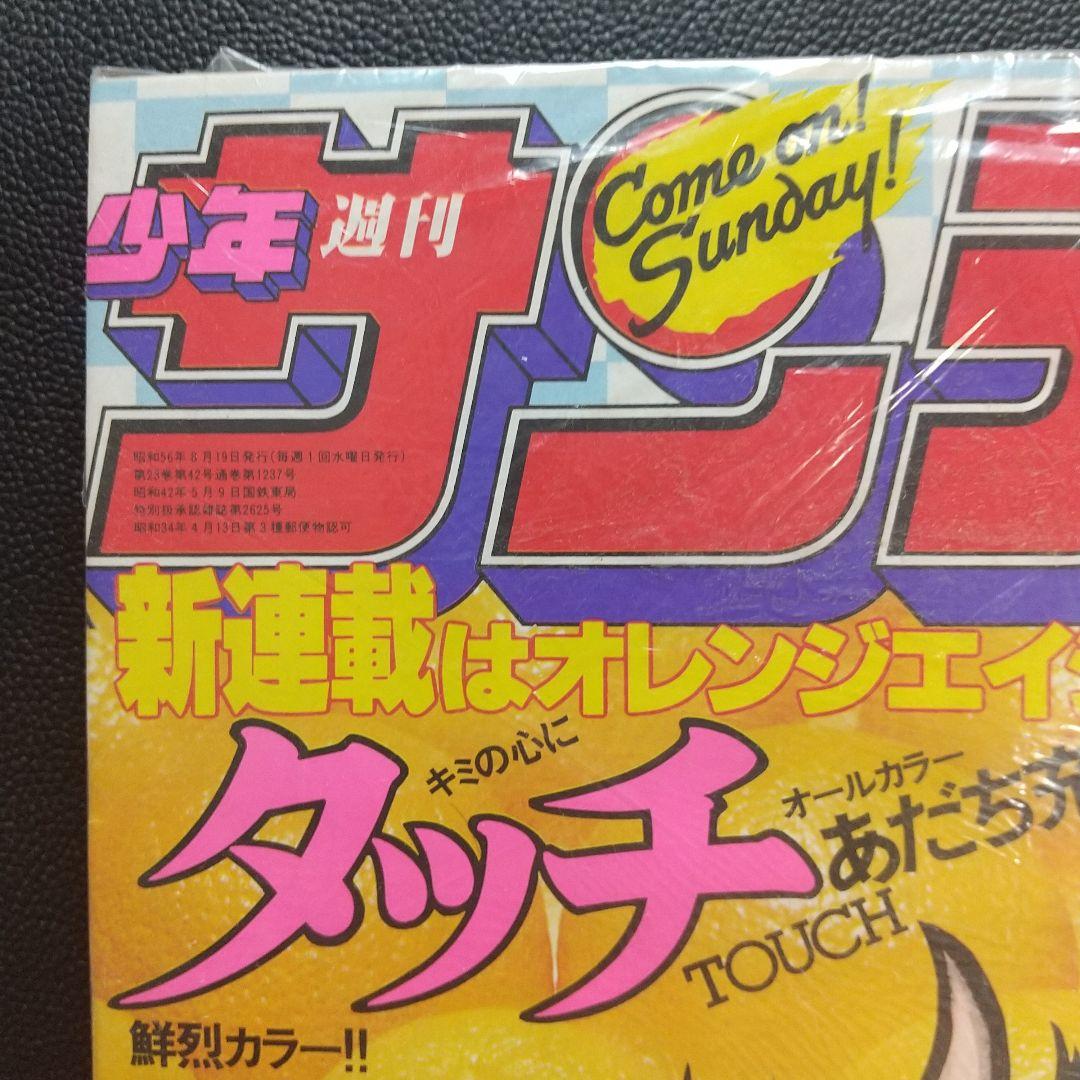 週刊
少年
サンデ
Come on!
Sunday!
昭和56年8月19日発行(毎週1回水曜日発行)
第23巻第42号通巻第1237号
昭和42年5月9日国鉄東局
特別扱承認雑誌第2625号
昭和34年4月13日第3種郵便物認可
新連載はオレンジエイジ
キミの心に
タッチ
オールカラー
あだち充
TOUCH
鮮烈カラー!!